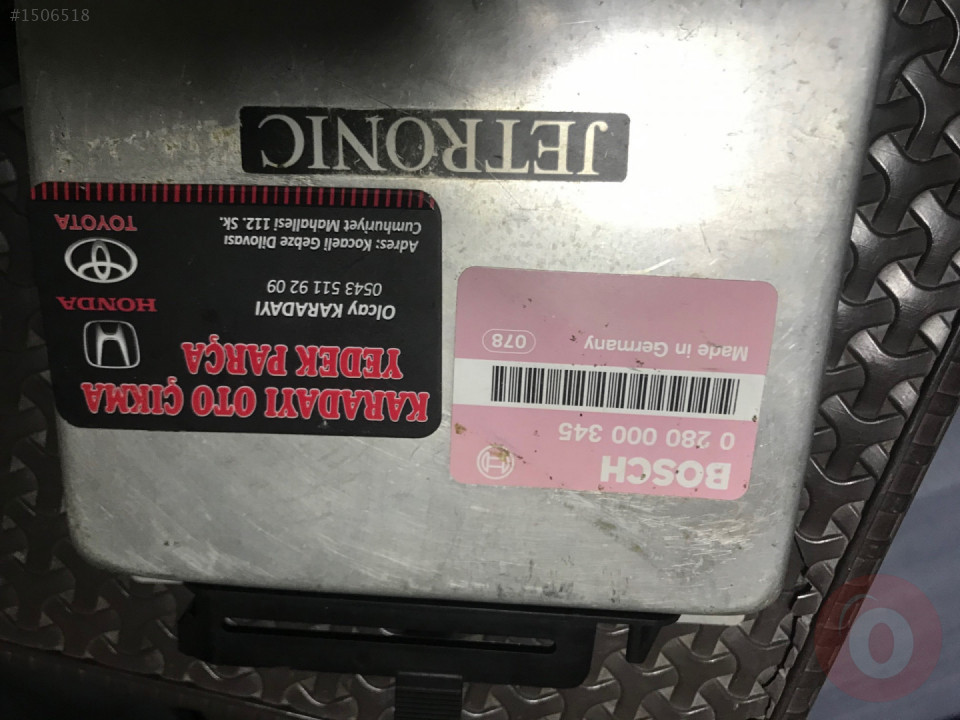 #1506518
BOSCH
0 280 000 345
Made in Germany 078
JETRONIC
KARADAYI OTO ÇIKMA
YEDEK PARÇA
Olcay KARADAYI
0543 511 92 09
Adres: Kocaeli Gebze Dilovası
Cumhuriyet Mahallesi 112. Sk.
HONDA
TOYOTA
O